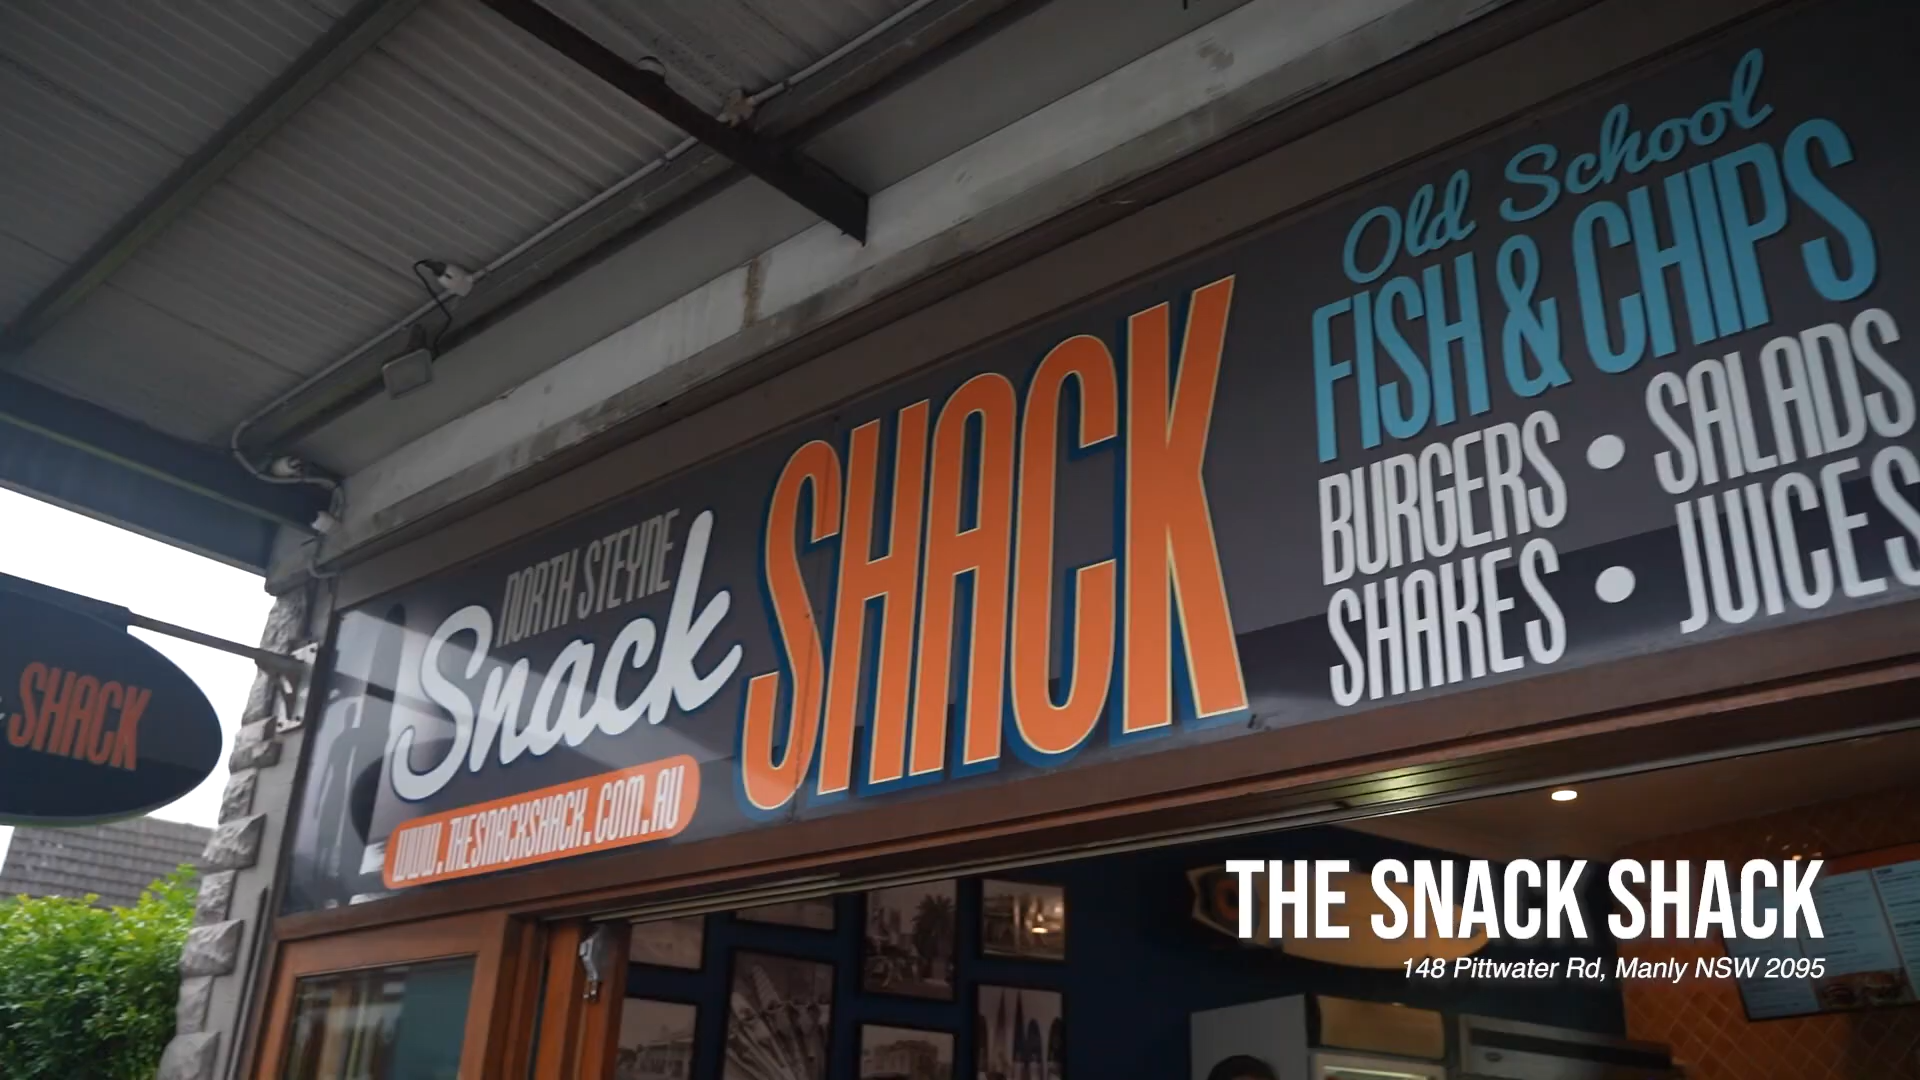 NORTH STEYNE
Snack SHACK
WWW.THESNACKSHACK.COM.AU
Old School
FISH & CHIPS
BURGERS • SALADS
SHAKES • JUICES
SHACK
THE SNACK SHACK
148 Pittwater Rd, Manly NSW 2095